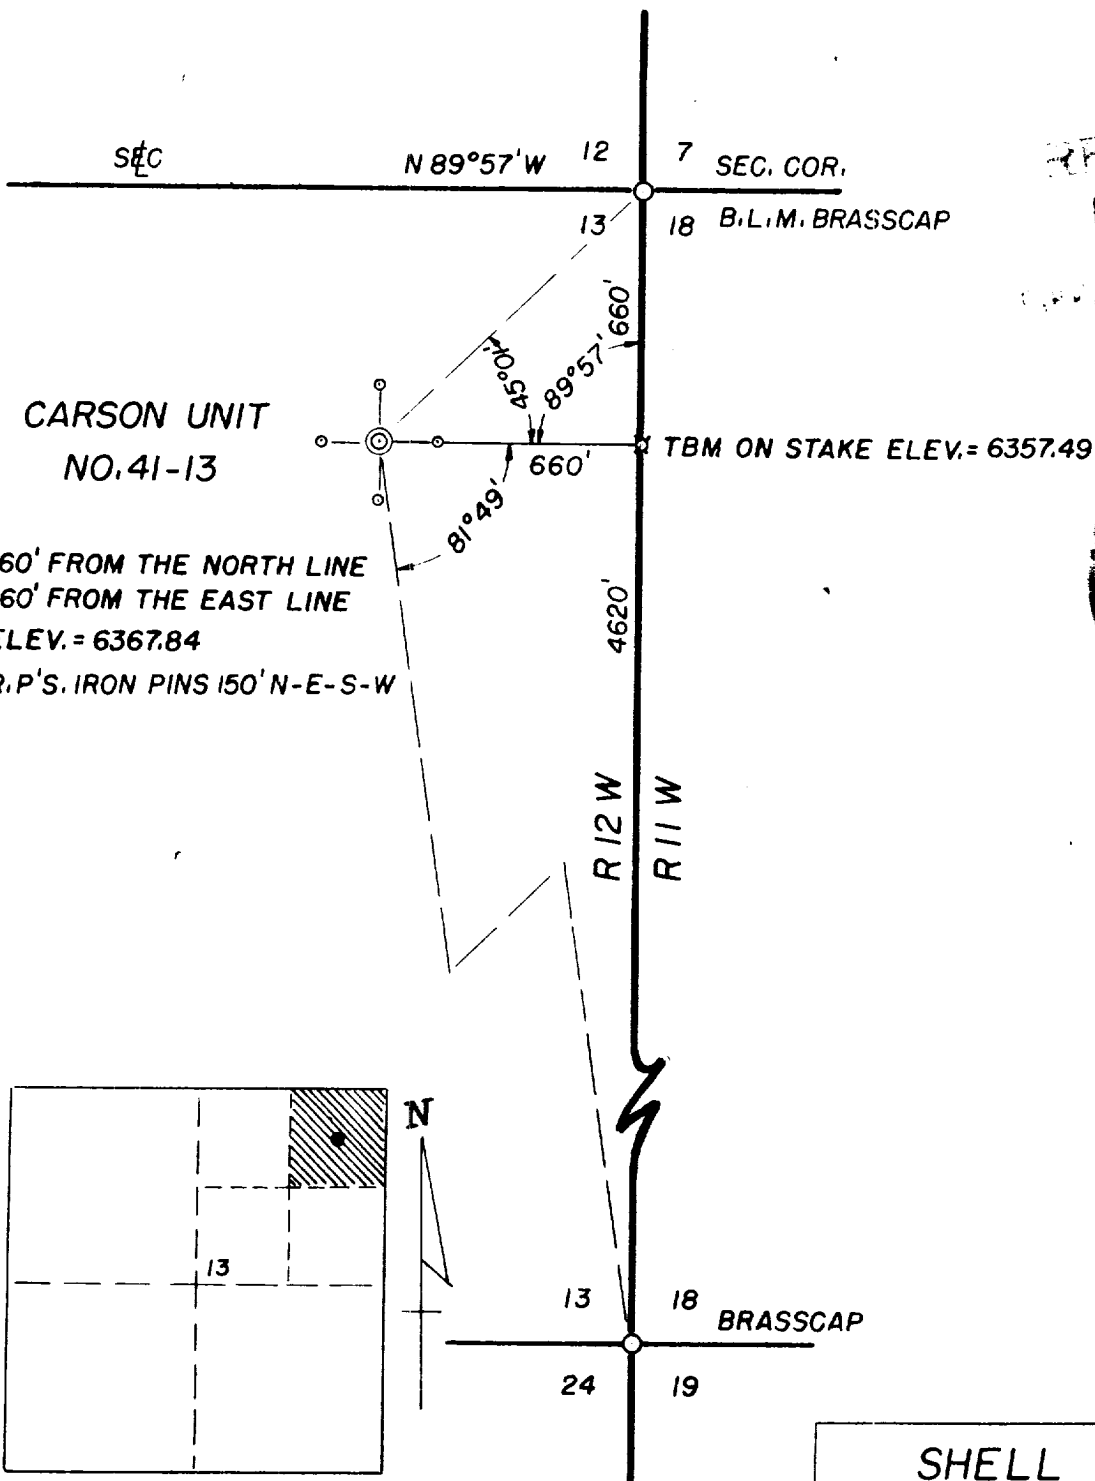 SEC
N 89°57'W
12
7
SEC. COR.
13
18
B.L.M. BRASSCAP
660'
45°01'
89°57'
CARSON UNIT
NO. 41-13
660'
TBM ON STAKE ELEV.= 6357.49
81°49'
60' FROM THE NORTH LINE
60' FROM THE EAST LINE
ELEV. = 6367.84
R.P'S. IRON PINS 150' N-E-S-W
4620'
R 12 W
R 11 W
N
13
13
18
BRASSCAP
24
19
SHELL